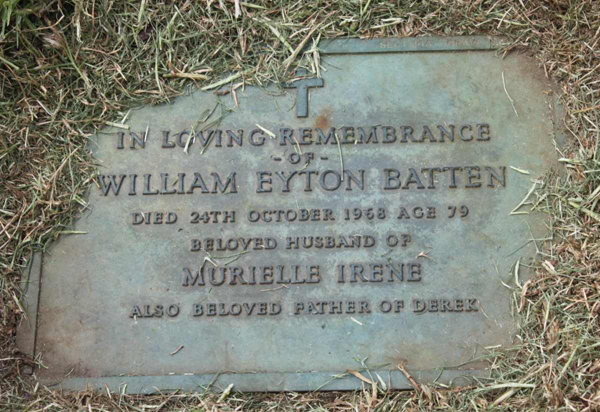 IN LOVING REMEMBRANCE
-OF-
WILLIAM EYTON BATTEN
DIED 24TH OCTOBER 1968 AGE 79
BELOVED HUSBAND OF
MURIELLE IRENE
ALSO BELOVED FATHER OF DEREK